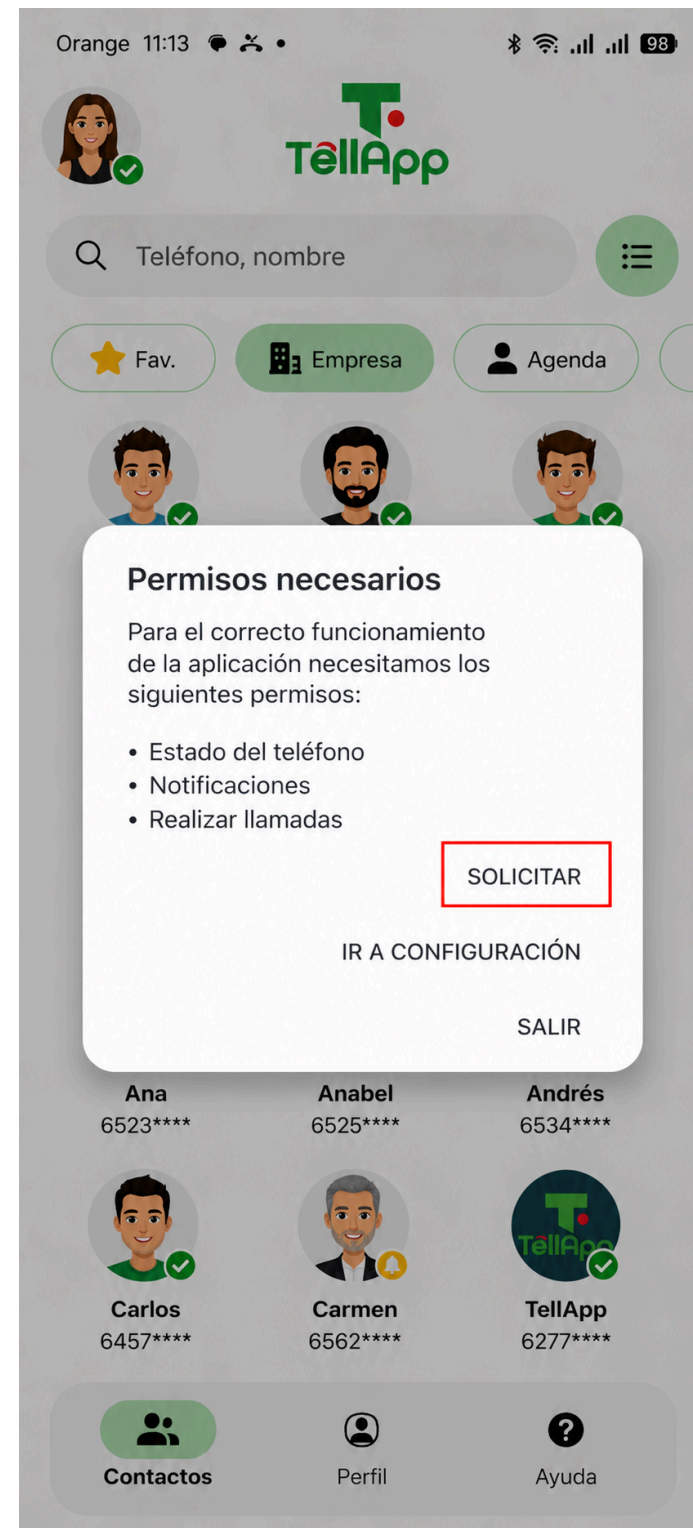 Orange 11:13
98
TellApp
Teléfono, nombre
Fav.
Empresa
Agenda
Permisos necesarios
Para el correcto funcionamiento
de la aplicación necesitamos los
siguientes permisos:
• Estado del teléfono
• Notificaciones
• Realizar llamadas
SOLICITAR
IR A CONFIGURACIÓN
SALIR
Ana Anabel Andrés
6523**** 6525**** 6534****
TellApp
Carlos Carmen TellApp
6457**** 6562**** 6277****
Contactos Perfil Ayuda